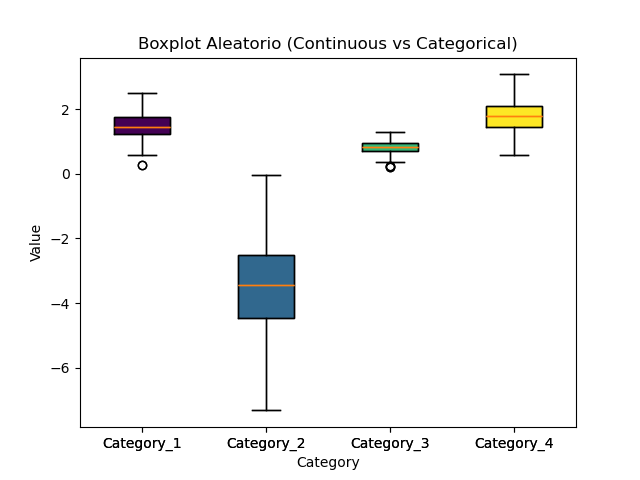 Boxplot Aleatorio (Continuous vs Categorical)
Value
2
0
−2
−4
−6
Category_1 Category_2 Category_3 Category_4
Category